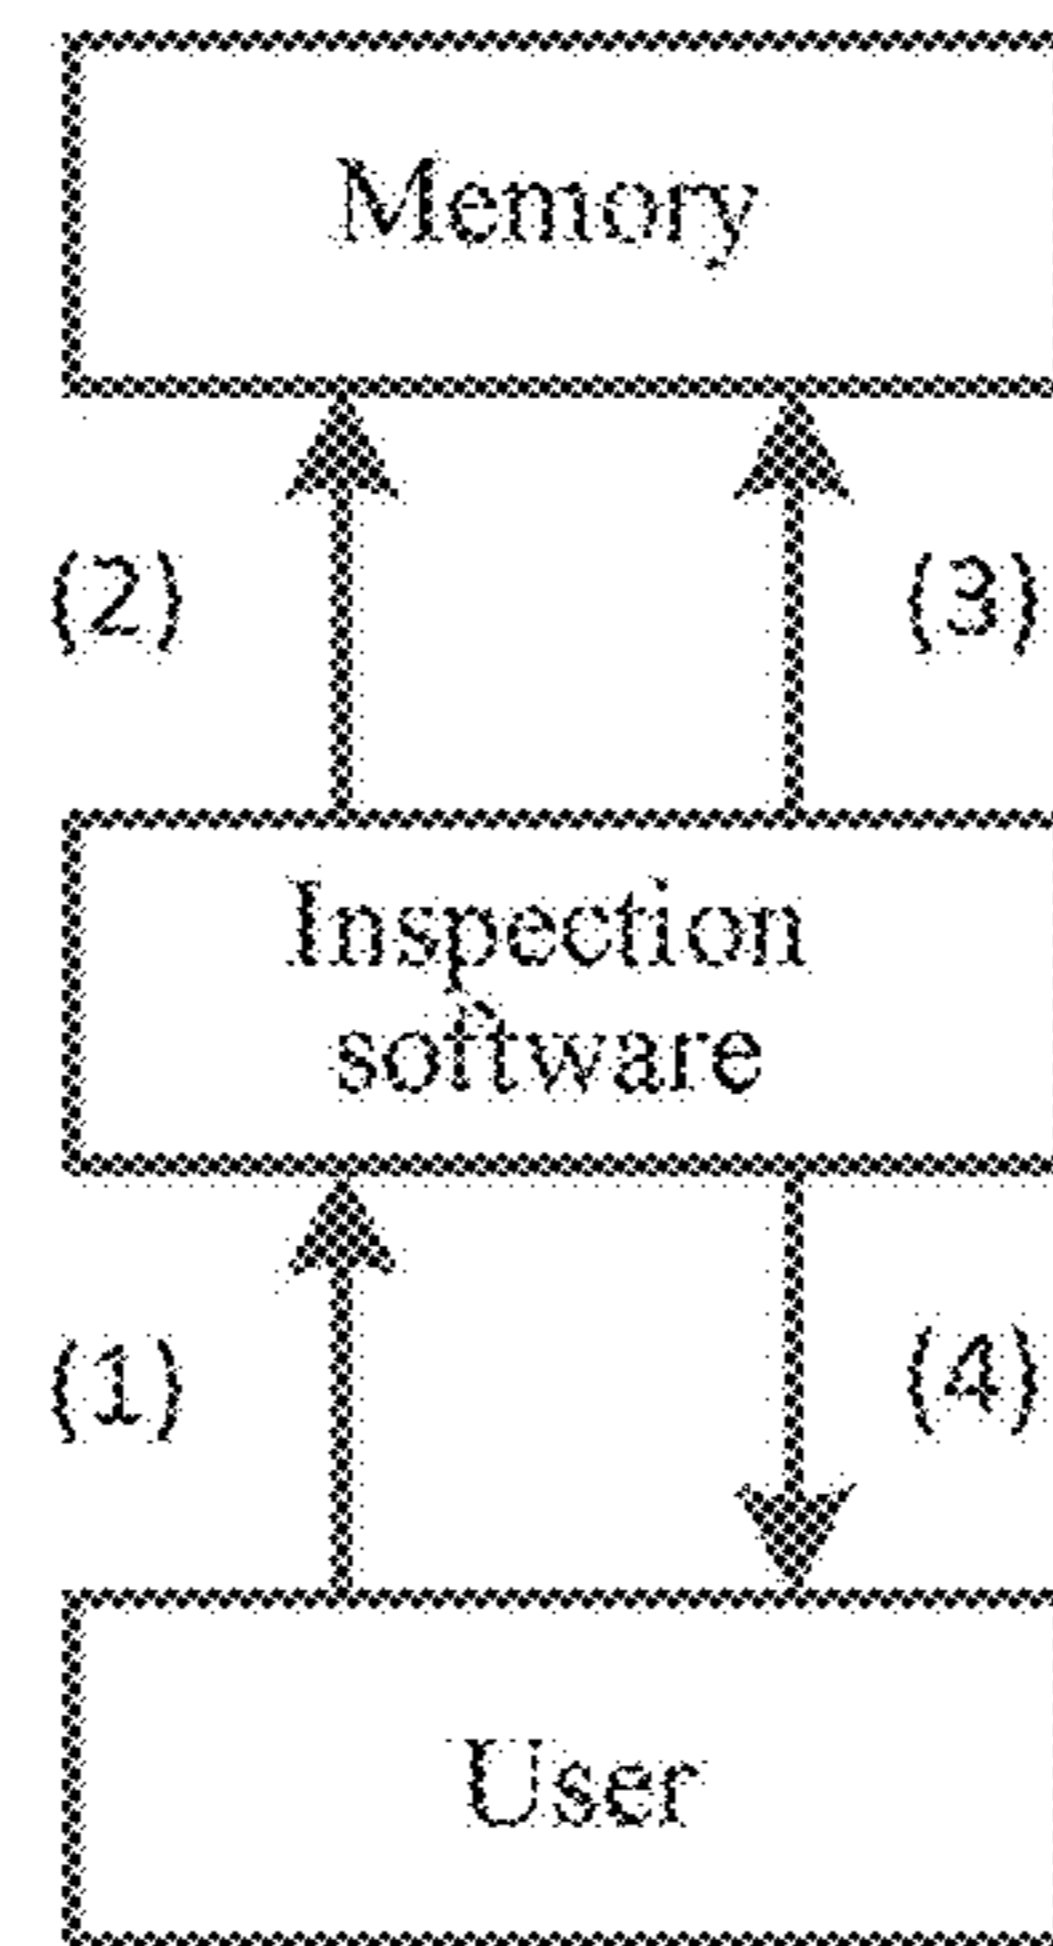 Memory
(2)
(3)
Inspection
software
(1)
(4)
User